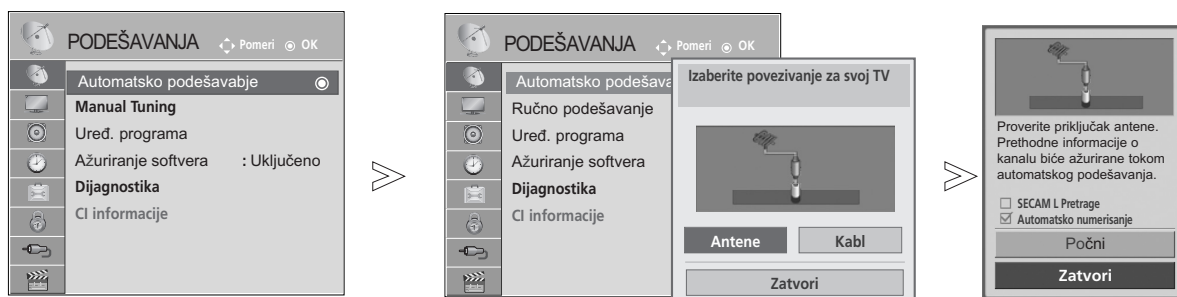 PODEŠAVANJA Pomeri OK
Automatsko podešavabje
Manual Tuning
Uređ. programa
Ažuriranje softvera : Uključeno
Dijagnostika
CI informacije
PODEŠAVANJA Pomeri OK
Automatsko podešava
Ručno podešavanje
Uređ. programa
Ažuriranje softvera
Dijagnostika
CI informacije
Izaberite povezivanje za svoj TV
Antene Kabl
Zatvori
Proverite priključak antene.
Prethodne informacije o
kanalu biće ažurirane tokom
automatskog podešavanja.
SECAM L Pretrage
Automatsko numerisanje
Počni
Zatvori